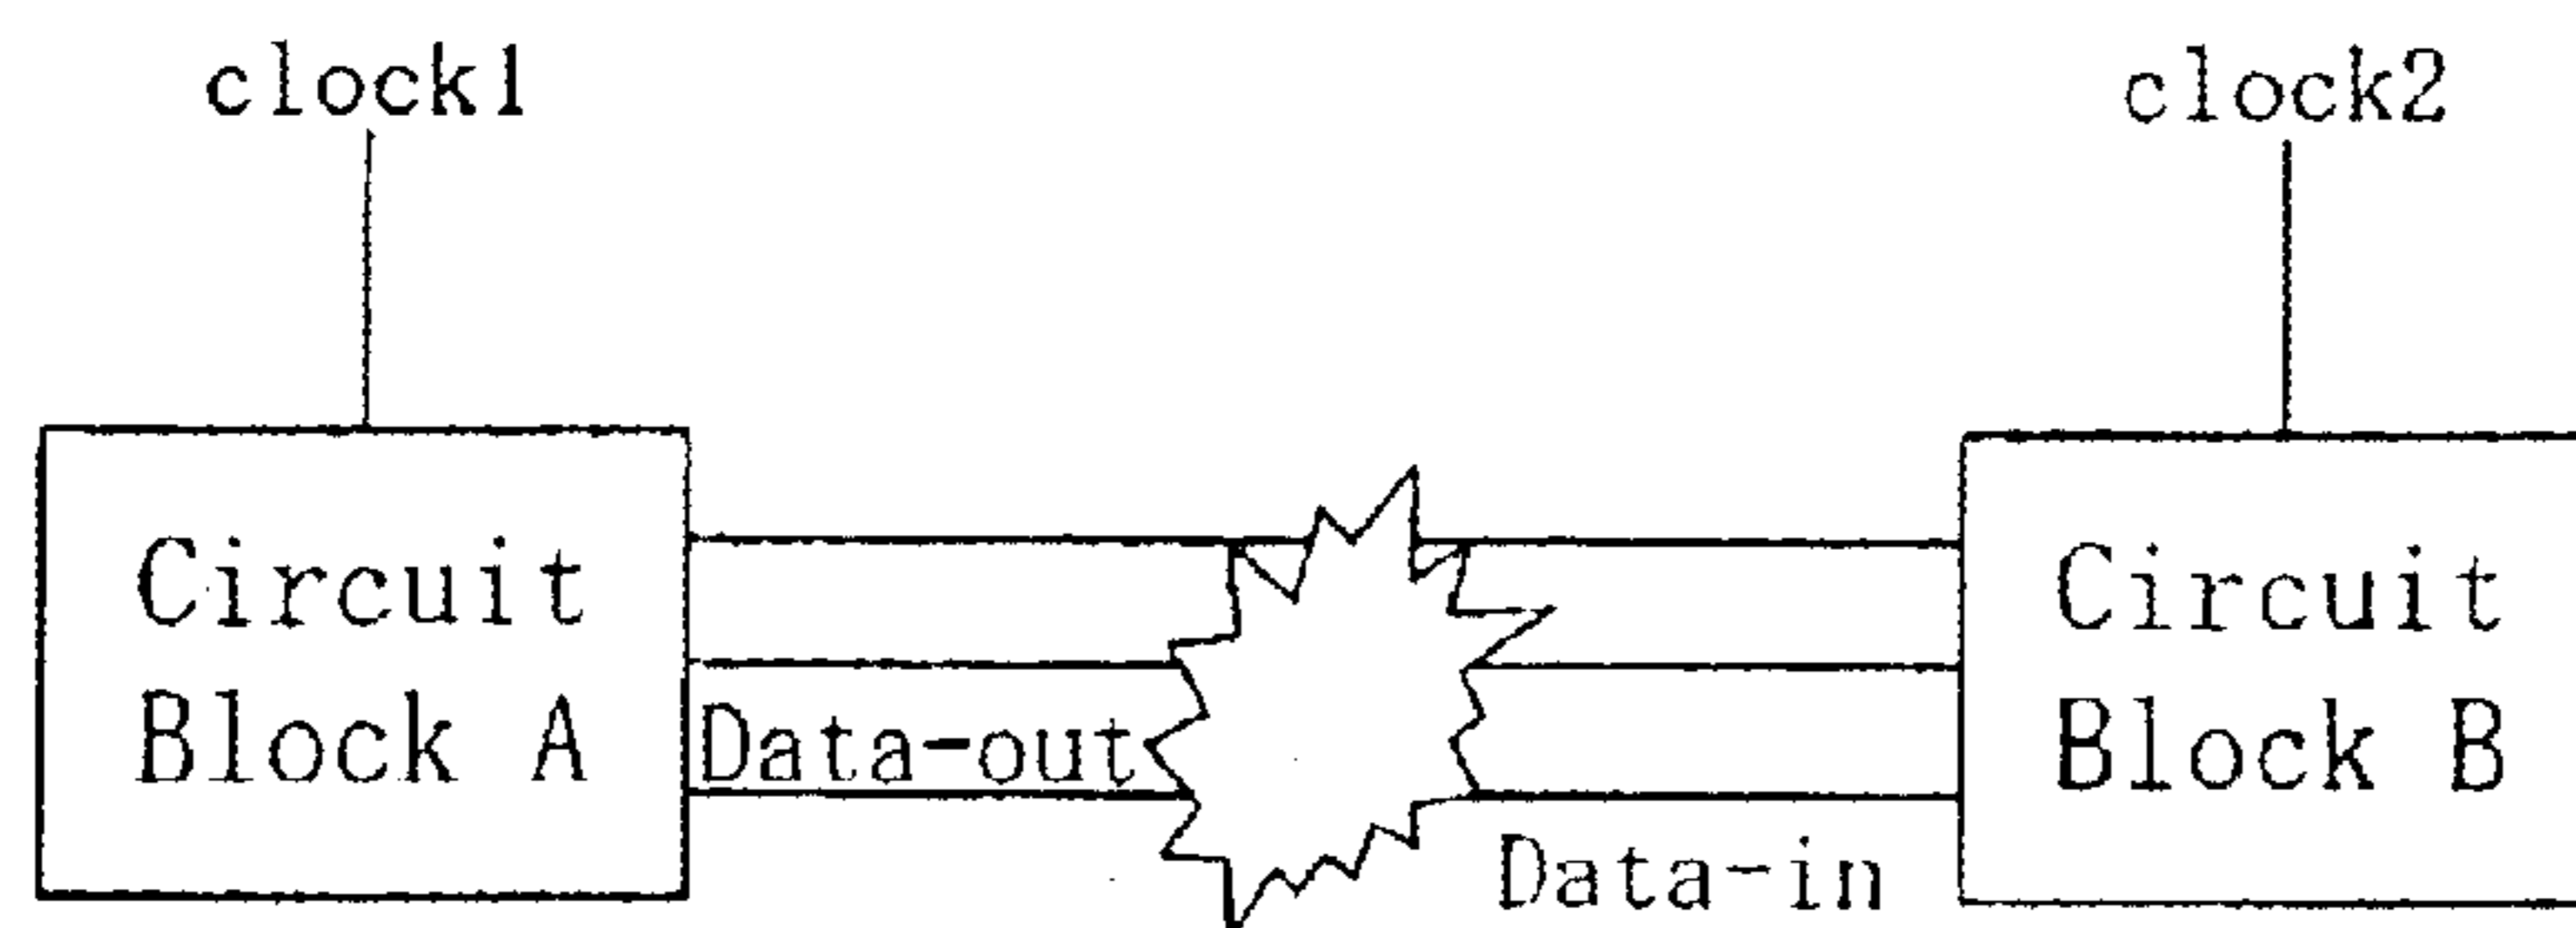 clock1
clock2
Circuit
Block A
Data-out
Data-in
Circuit
Block B